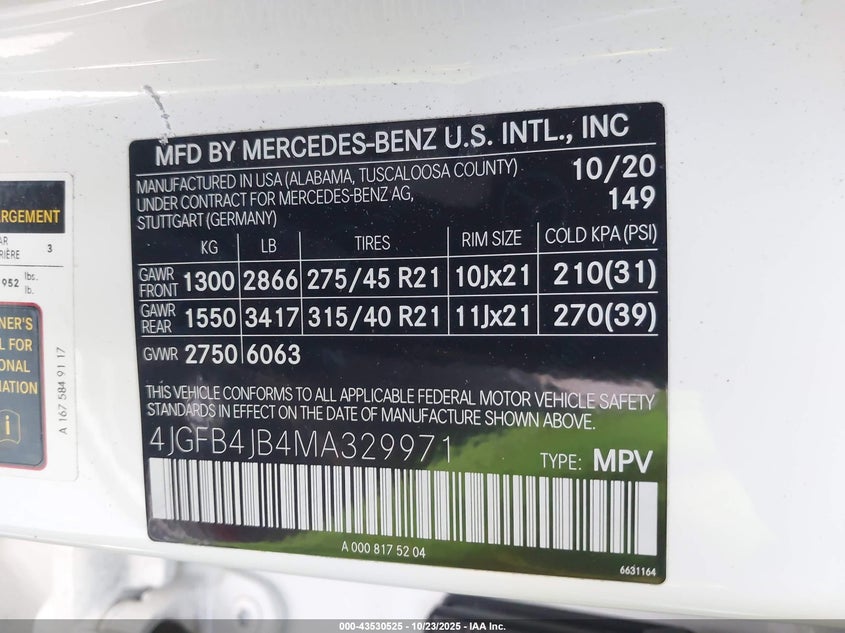 MFD BY MERCEDES-BENZ U.S. INTL., INC
MANUFACTURED IN USA (ALABAMA, TUSCALOOSA COUNTY) 10/20
UNDER CONTRACT FOR MERCEDES-BENZ AG, 149
STUTTGART (GERMANY)
KG LB TIRES RIM SIZE COLD KPA (PSI)
GAWR FRONT 1300 2866 275/45 R21 10Jx21 210(31)
GAWR REAR 1550 3417 315/40 R21 11Jx21 270(39)
GVWR 2750 6063
THIS VEHICLE CONFORMS TO ALL APPLICABLE FEDERAL MOTOR VEHICLE SAFETY
STANDARDS IN EFFECT ON THE DATE OF MANUFACTURE SHOWN ABOVE.
4JGFB4JB4MA329971
TYPE: MPV
A 000 817 52 04
6631164
3
952 lbs.
lb.
A 167 584 91 17
000-43530525 - 10/23/2025 - IAA Inc.